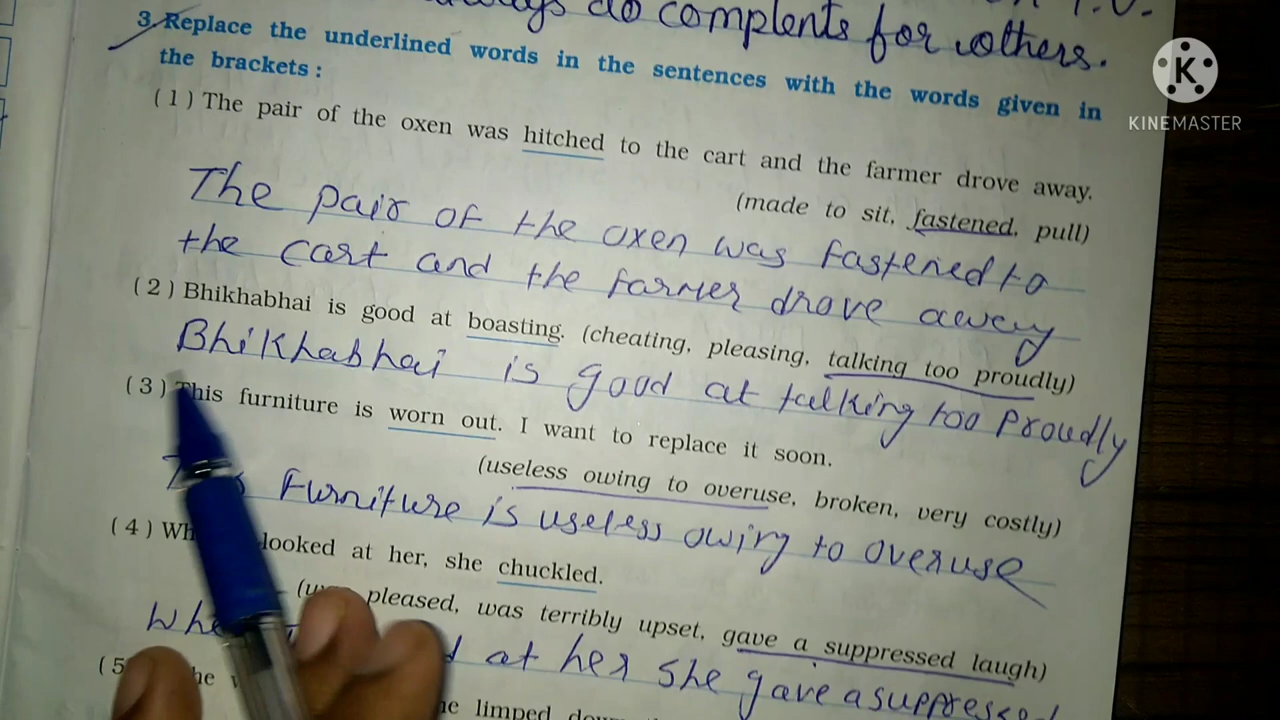 always do complents for others.
3. Replace the underlined words in the sentences with the words given in
the brackets :
KINEMASTER
(1) The pair of the oxen was hitched to the cart and the farmer drove away.
(made to sit, fastened, pull)
The pair of the oxen was fastened to
the cart and the farmer drove away
(2) Bhikhabhai is good at boasting. (cheating, pleasing, talking too proudly)
Bhikhabhai is good at talking too proudly
(3) This furniture is worn out. I want to replace it soon.
(useless owing to overuse, broken, very costly)
furniture is useless owing to overuse
(4) looked at her, she chuckled.
pleased, was terribly upset, gave a suppressed laugh)
at her she gave a suppressed
(5) limped